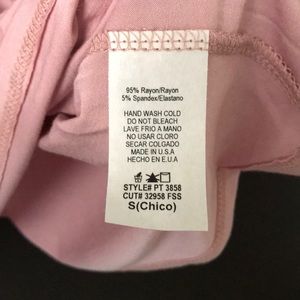 95% Rayon/Rayon
5% Spandex/Elastano
HAND WASH COLD
DO NOT BLEACH
LAVE FRIO A MANO
NO USAR CLORO
SECAR COLGADO
MADE IN U.S.A
HECHO EN E.U.A
STYLE# PT 3858
CUT# 32958 FSS
S(Chico)